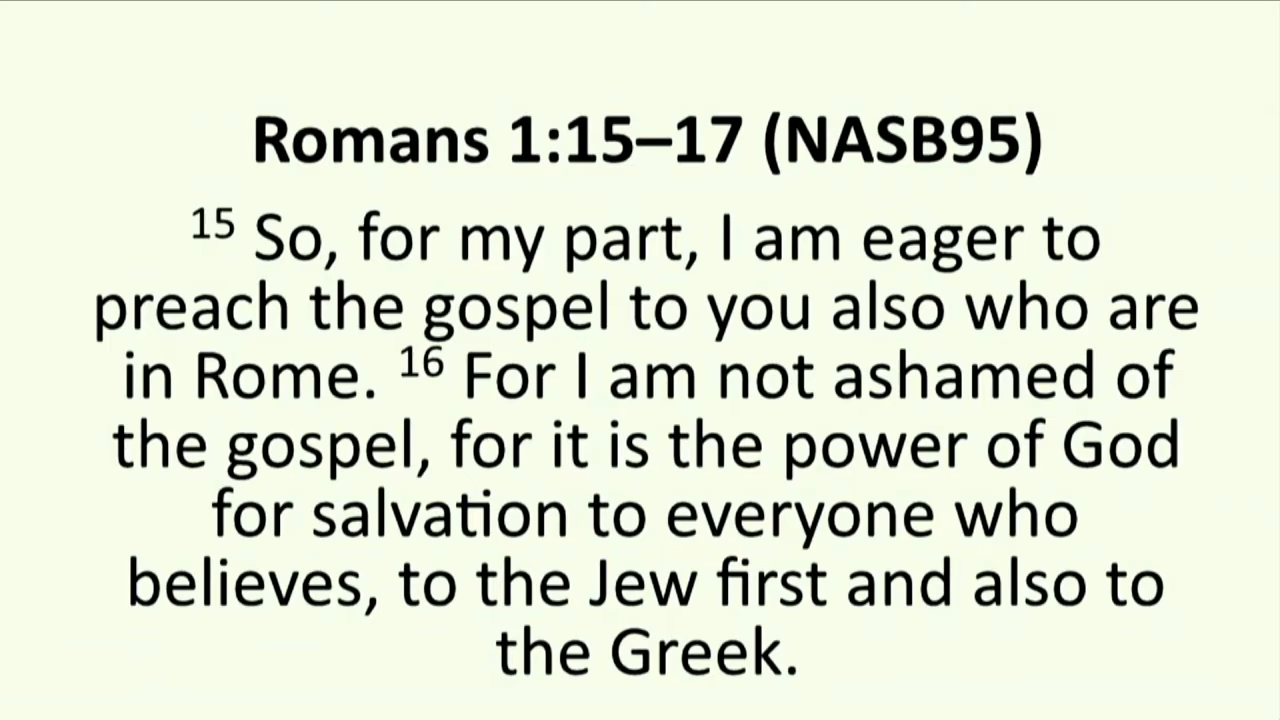 Romans 1:15–17 (NASB95)
15 So, for my part, I am eager to
preach the gospel to you also who are
in Rome. 16 For I am not ashamed of
the gospel, for it is the power of God
for salvation to everyone who
believes, to the Jew first and also to
the Greek.